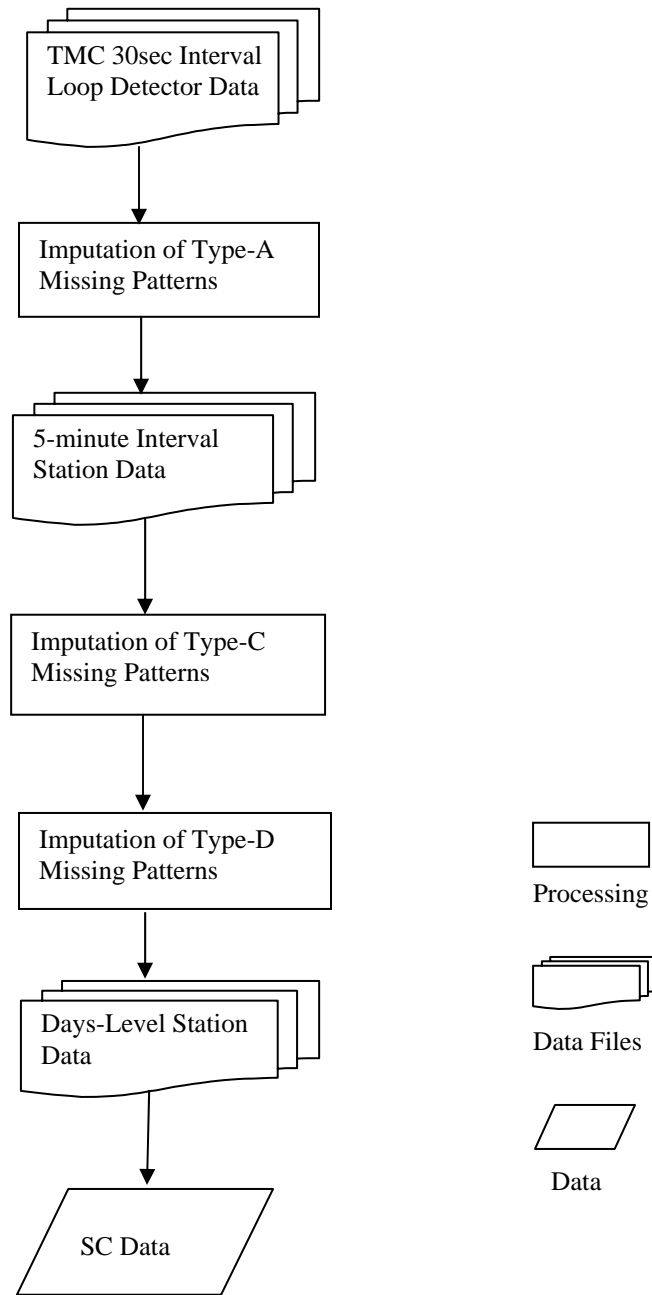 TMC 30sec Interval
Loop Detector Data
Imputation of Type-A
Missing Patterns
5-minute Interval
Station Data
Imputation of Type-C
Missing Patterns
Imputation of Type-D
Missing Patterns
Days-Level Station
Data
SC Data
Processing
Data Files
Data